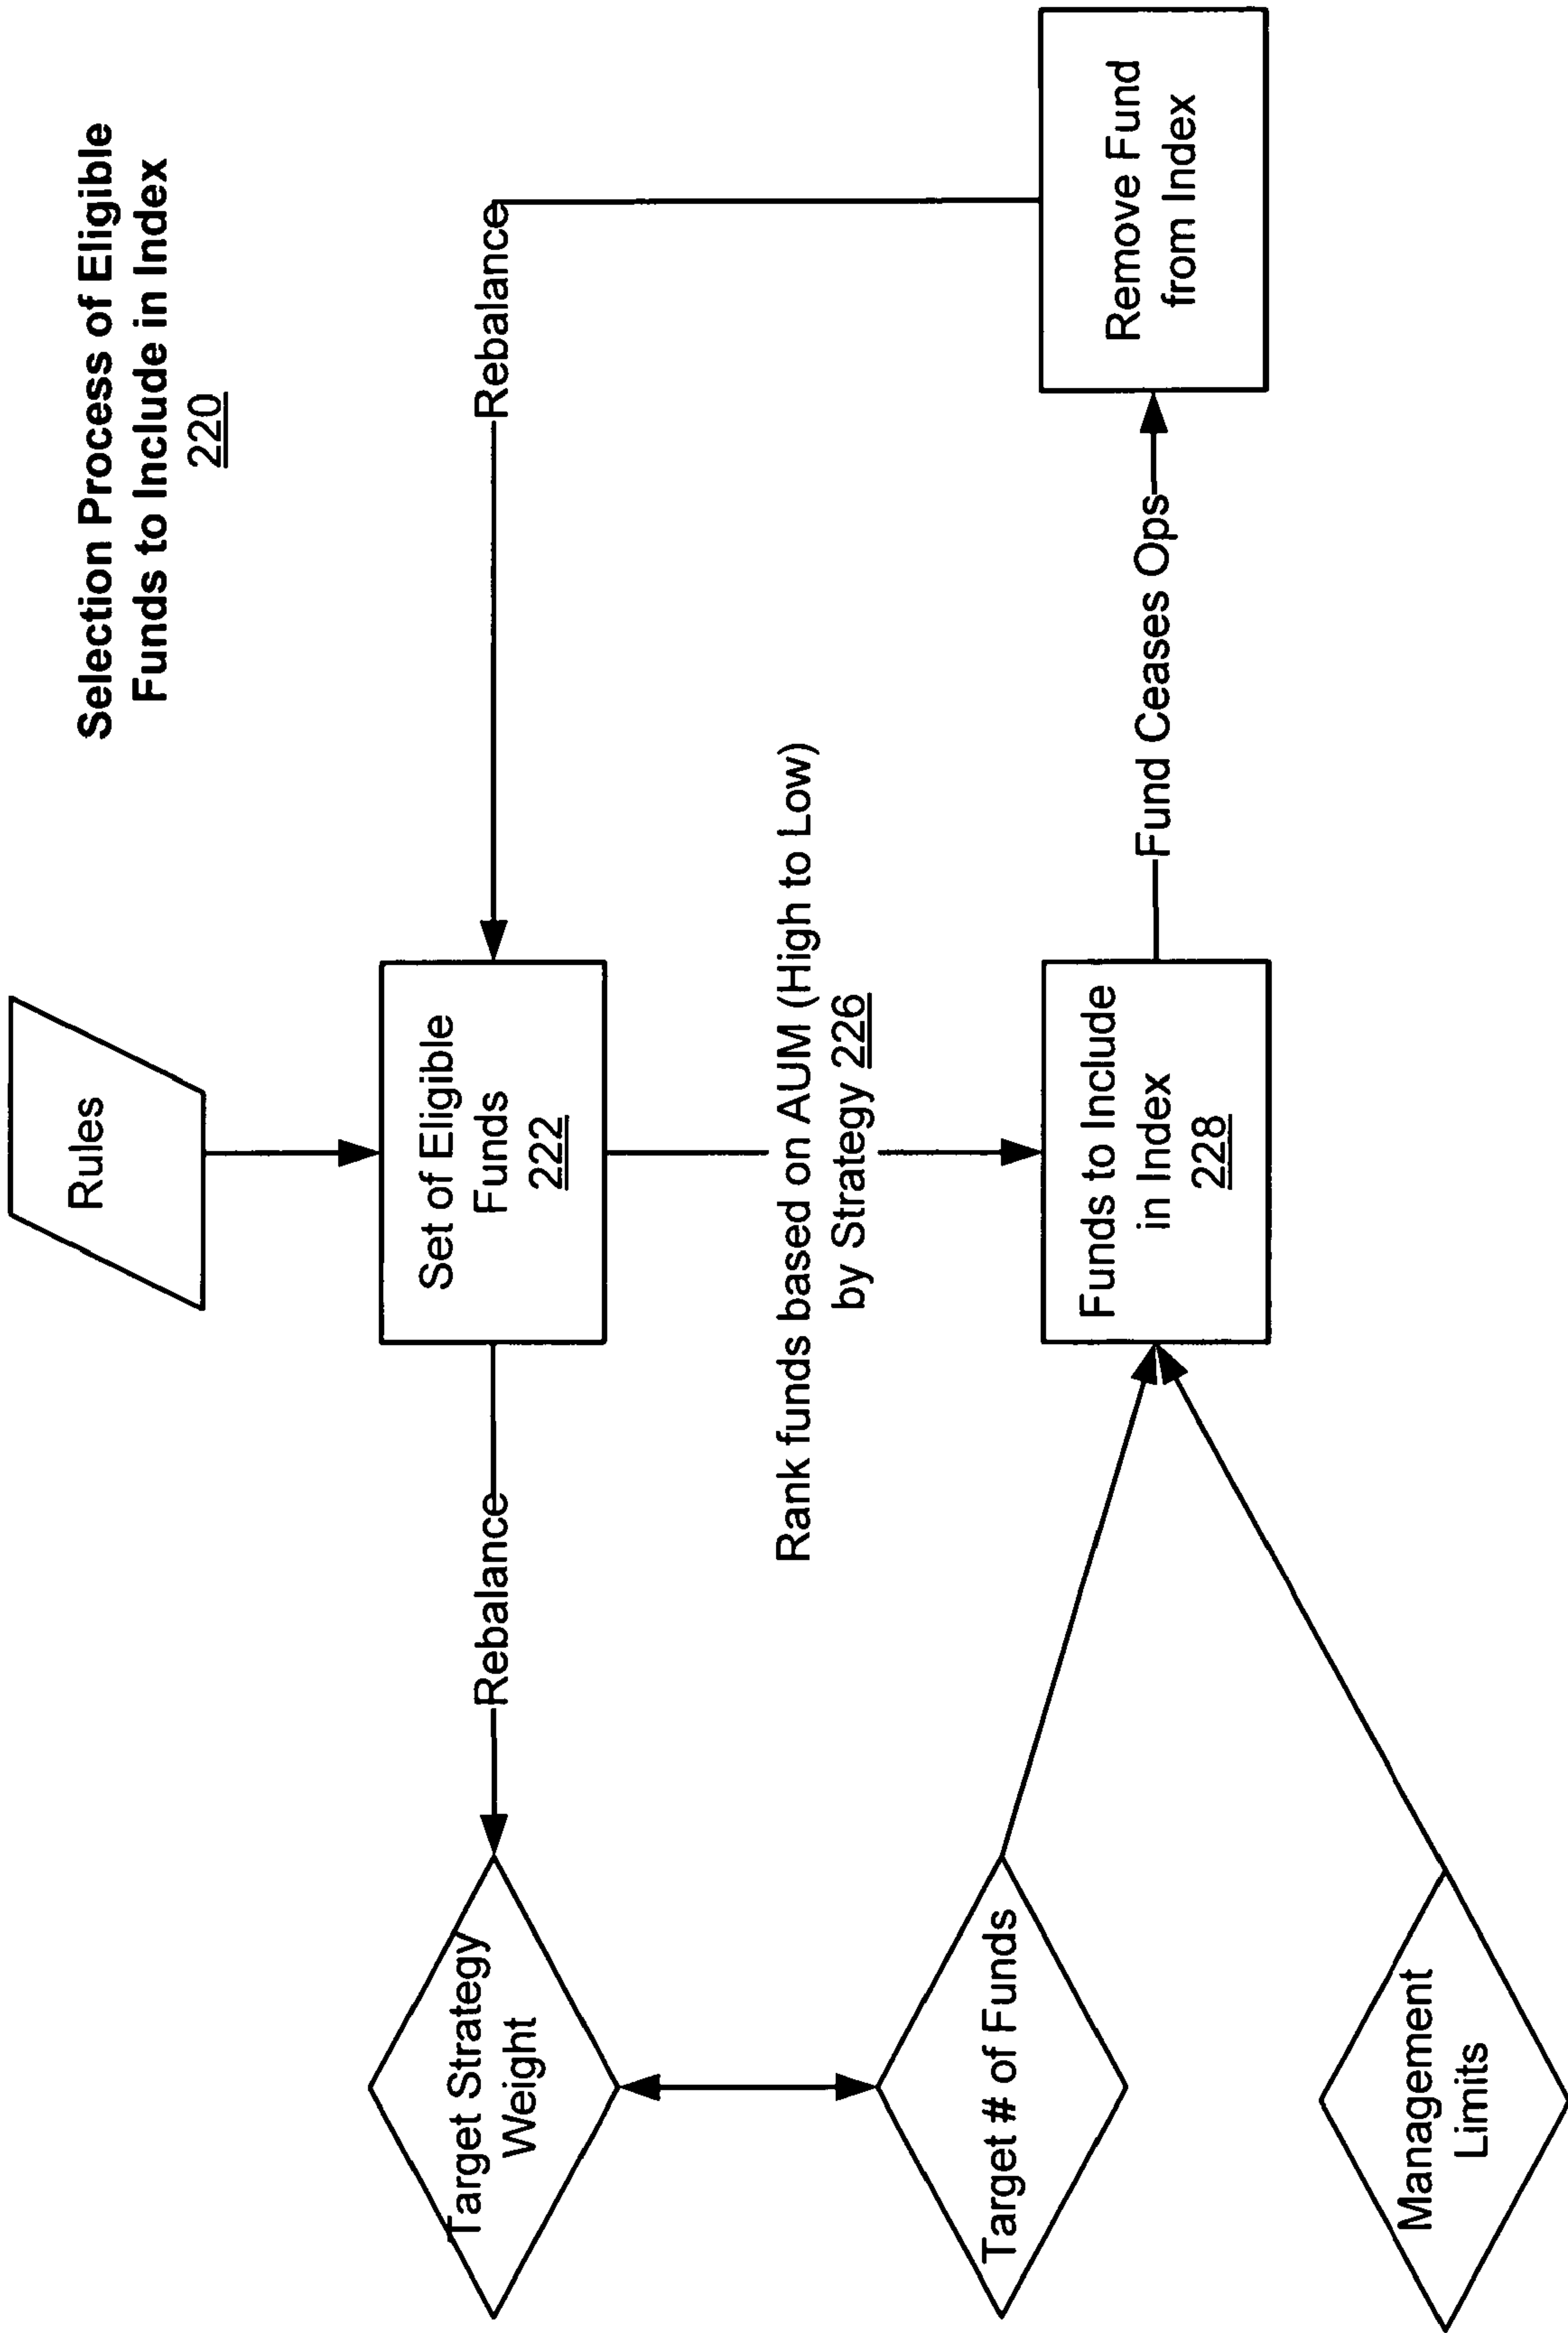 Selection Process of Eligible
Funds to Include in Index
220
Rules
Rebalance
Set of Eligible
Funds
222
Rebalance
Target Strategy
Weight
Rank funds based on AUM (High to Low)
by Strategy 226
Target # of Funds
Funds to Include
in Index
228
Fund Ceases Ops
Remove Fund
from Index
Management
Limits